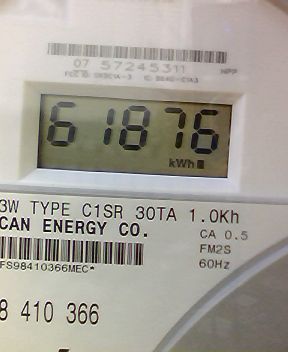 07 57245311
NPP
61876
kWh
3W TYPE C1SR 30TA 1.0Kh
CAN ENERGY CO.
CA 0.5
FM2S
60Hz
FS98410366MEC*
8 410 366